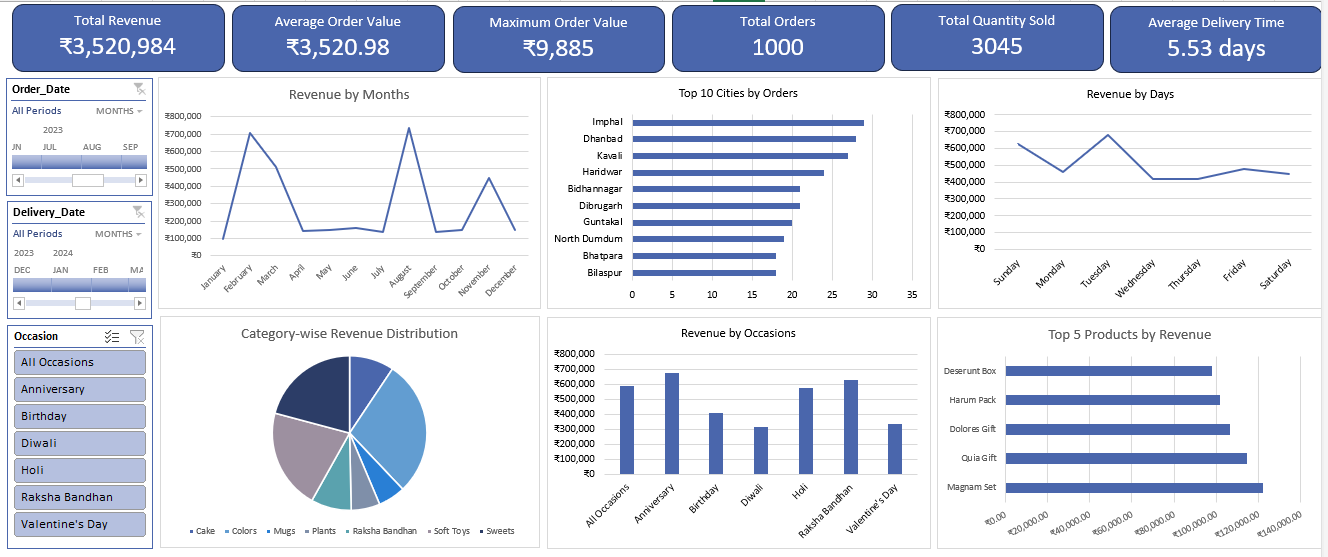 Total Revenue
₹3,520,984
Average Order Value
₹3,520.98
Maximum Order Value
₹9,885
Total Orders
1000
Total Quantity Sold
3045
Average Delivery Time
5.53 days
Order_Date
All Periods MONTHS
2023
JN JUL AUG SEP
Delivery_Date
All Periods MONTHS
2023 2024
DEC JAN FEB MA
Occasion
All Occasions
Anniversary
Birthday
Diwali
Holi
Raksha Bandhan
Valentine's Day
Revenue by Months
₹800,000
₹700,000
₹600,000
₹500,000
₹400,000
₹300,000
₹200,000
₹100,000
₹0
January
February
March
April
May
June
July
August
September
October
November
December
Top 10 Cities by Orders
Imphal
Dhanbad
Kavali
Haridwar
Bidhannagar
Dibrugarh
Guntakal
North Dumdum
Bhatpara
Bilaspur
0 5 10 15 20 25 30 35
Revenue by Days
₹800,000
₹700,000
₹600,000
₹500,000
₹400,000
₹300,000
₹200,000
₹100,000
₹0
Sunday
Monday
Tuesday
Wednesday
Thursday
Friday
Saturday
Category-wise Revenue Distribution
Cake Colors Mugs Plants Raksha Bandhan Soft Toys Sweets
Revenue by Occasions
₹800,000
₹700,000
₹600,000
₹500,000
₹400,000
₹300,000
₹200,000
₹100,000
₹0
All Occasions
Anniversary
Birthday
Diwali
Holi
Raksha Bandhan
Valentine's Day
Top 5 Products by Revenue
Deserunt Box
Harum Pack
Dolores Gift
Quia Gift
Magnam Set
₹0.00
₹20,000.00
₹40,000.00
₹60,000.00
₹80,000.00
₹100,000.00
₹120,000.00
₹140,000.00